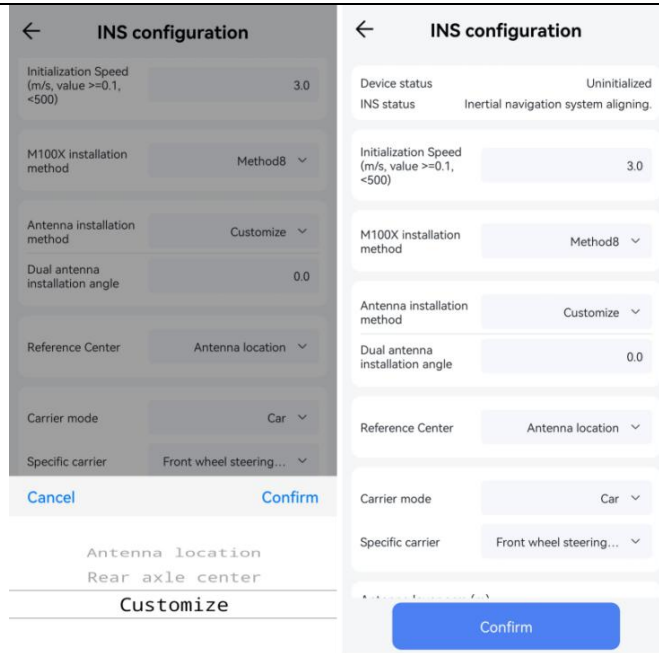 INS configuration
Initialization Speed
(m/s, value >=0.1,
<500)
3.0
M100X installation
method
Method8
Antenna installation
method
Customize
Dual antenna
installation angle
0.0
Reference Center
Antenna location
Carrier mode
Car
Specific carrier
Front wheel steering...
Cancel
Confirm
Antenna location
Rear axle center
Customize
INS configuration
Device status
Uninitialized
INS status
Inertial navigation system aligning.
Initialization Speed
(m/s, value >=0.1,
<500)
3.0
M100X installation
method
Method8
Antenna installation
method
Customize
Dual antenna
installation angle
0.0
Reference Center
Antenna location
Carrier mode
Car
Specific carrier
Front wheel steering...
Confirm